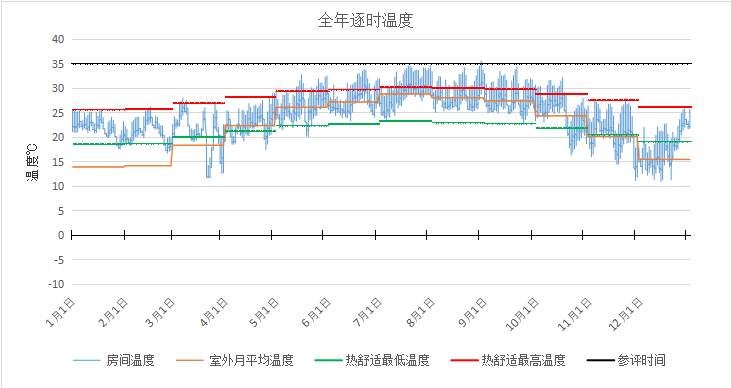 全年逐时温度
40
35
30
25
20
15
10
5
0
-5
-10
温度℃
1月1日
2月1日
3月1日
4月1日
5月1日
6月1日
7月1日
8月1日
9月1日
10月1日
11月1日
12月1日
房间温度 室外月平均温度 热舒适最低温度 热舒适最高温度 参评时间